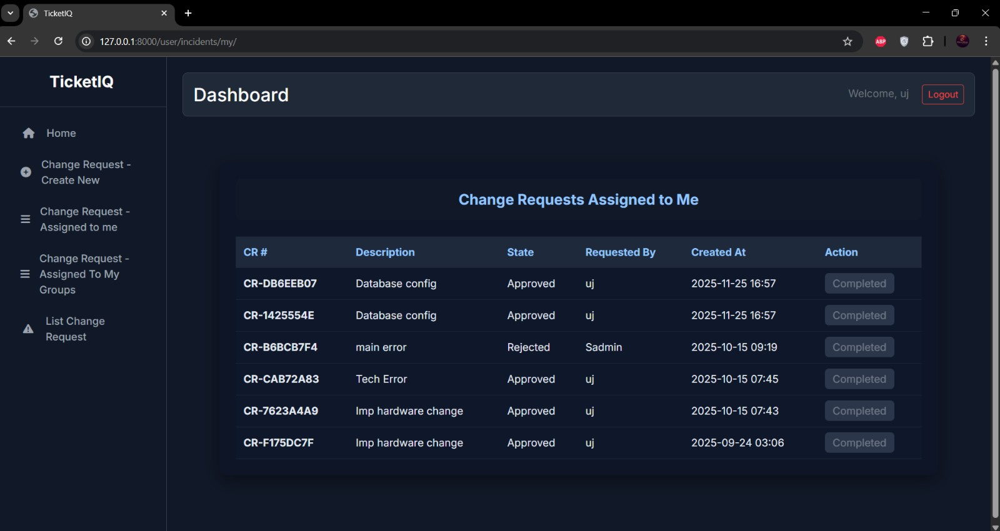 TicketIQ
127.0.0.1:8000/user/incidents/my/
ABP
TicketIQ
Dashboard
Welcome, uj
Logout
Home
Change Request -
Create New
Change Request -
Assigned to me
Change Request -
Assigned To My
Groups
List Change
Request
Change Requests Assigned to Me
CR # Description State Requested By Created At Action
CR-DB6EEB07 Database config Approved uj 2025-11-25 16:57 Completed
CR-1425554E Database config Approved uj 2025-11-25 16:57 Completed
CR-B6BCB7F4 main error Rejected Sadmin 2025-10-15 09:19 Completed
CR-CAB72A83 Tech Error Approved uj 2025-10-15 07:45 Completed
CR-7623A4A9 Imp hardware change Approved uj 2025-10-15 07:43 Completed
CR-F175DC7F Imp hardware change Approved uj 2025-09-24 03:06 Completed